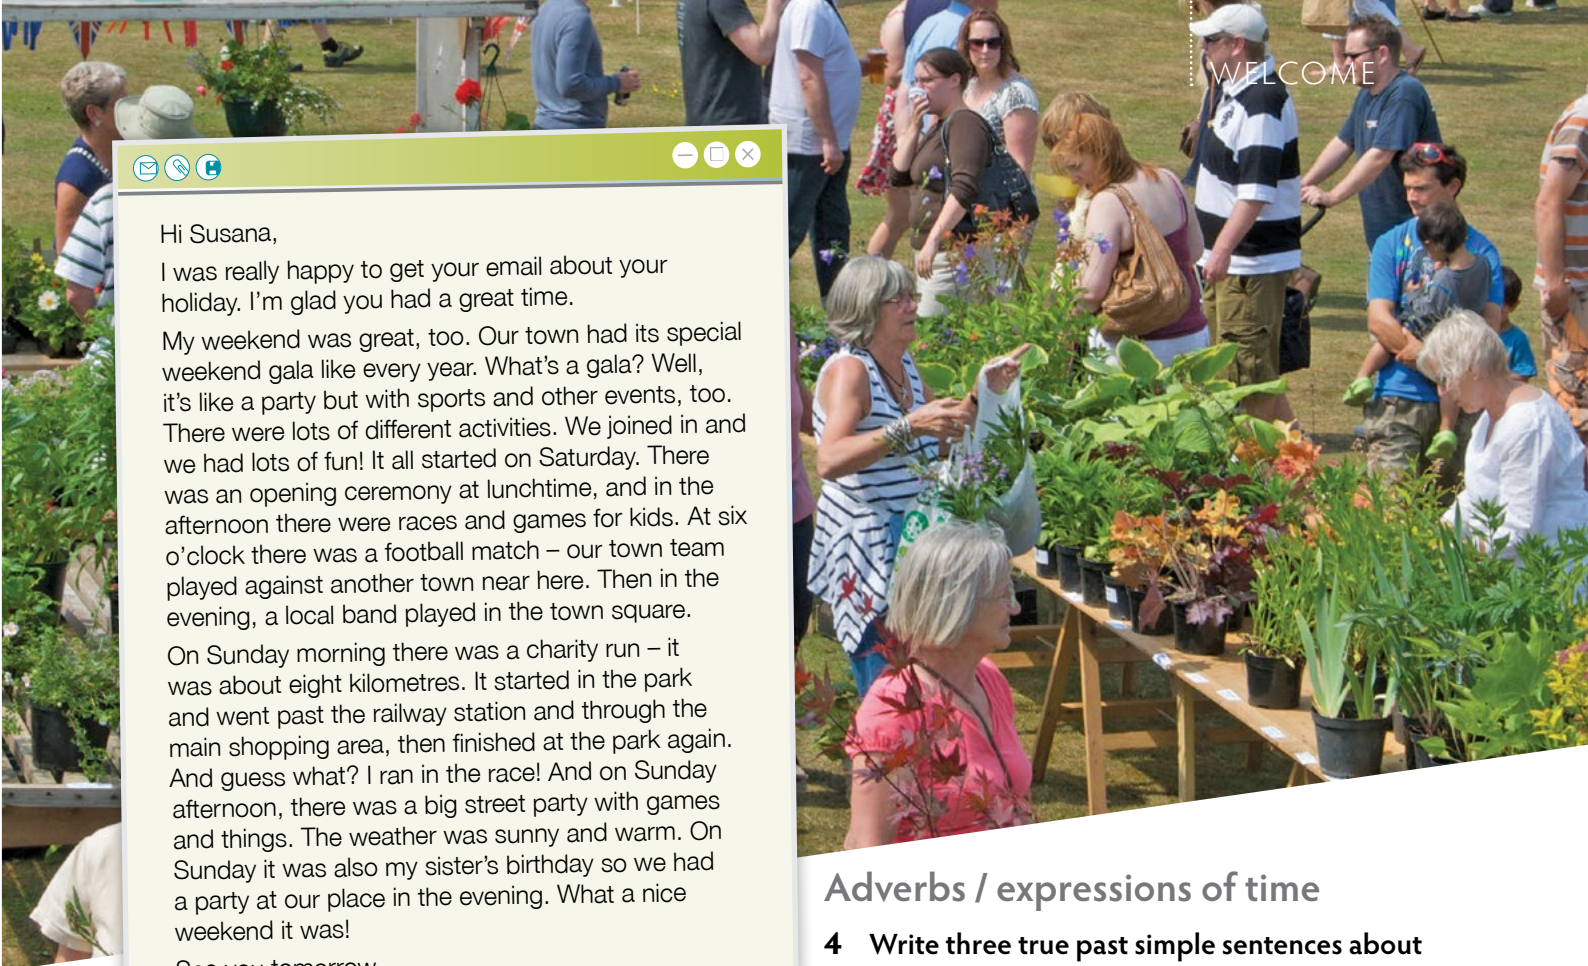 WELCOME
Hi Susana,
I was really happy to get your email about your
holiday. I'm glad you had a great time.
My weekend was great, too. Our town had its special
weekend gala like every year. What's a gala? Well,
it's like a party but with sports and other events, too.
There were lots of different activities. We joined in and
we had lots of fun! It all started on Saturday. There
was an opening ceremony at lunchtime, and in the
afternoon there were races and games for kids. At six
o'clock there was a football match – our town team
played against another town near here. Then in the
evening, a local band played in the town square.
On Sunday morning there was a charity run – it
was about eight kilometres. It started in the park
and went past the railway station and through the
main shopping area, then finished at the park again.
And guess what? I ran in the race! And on Sunday
afternoon, there was a big street party with games
and things. The weather was sunny and warm. On
Sunday it was also my sister's birthday so we had
a party at our place in the evening. What a nice
weekend it was!
See you tomorrow
Adverbs / expressions of time
4 Write three true past simple sentences about